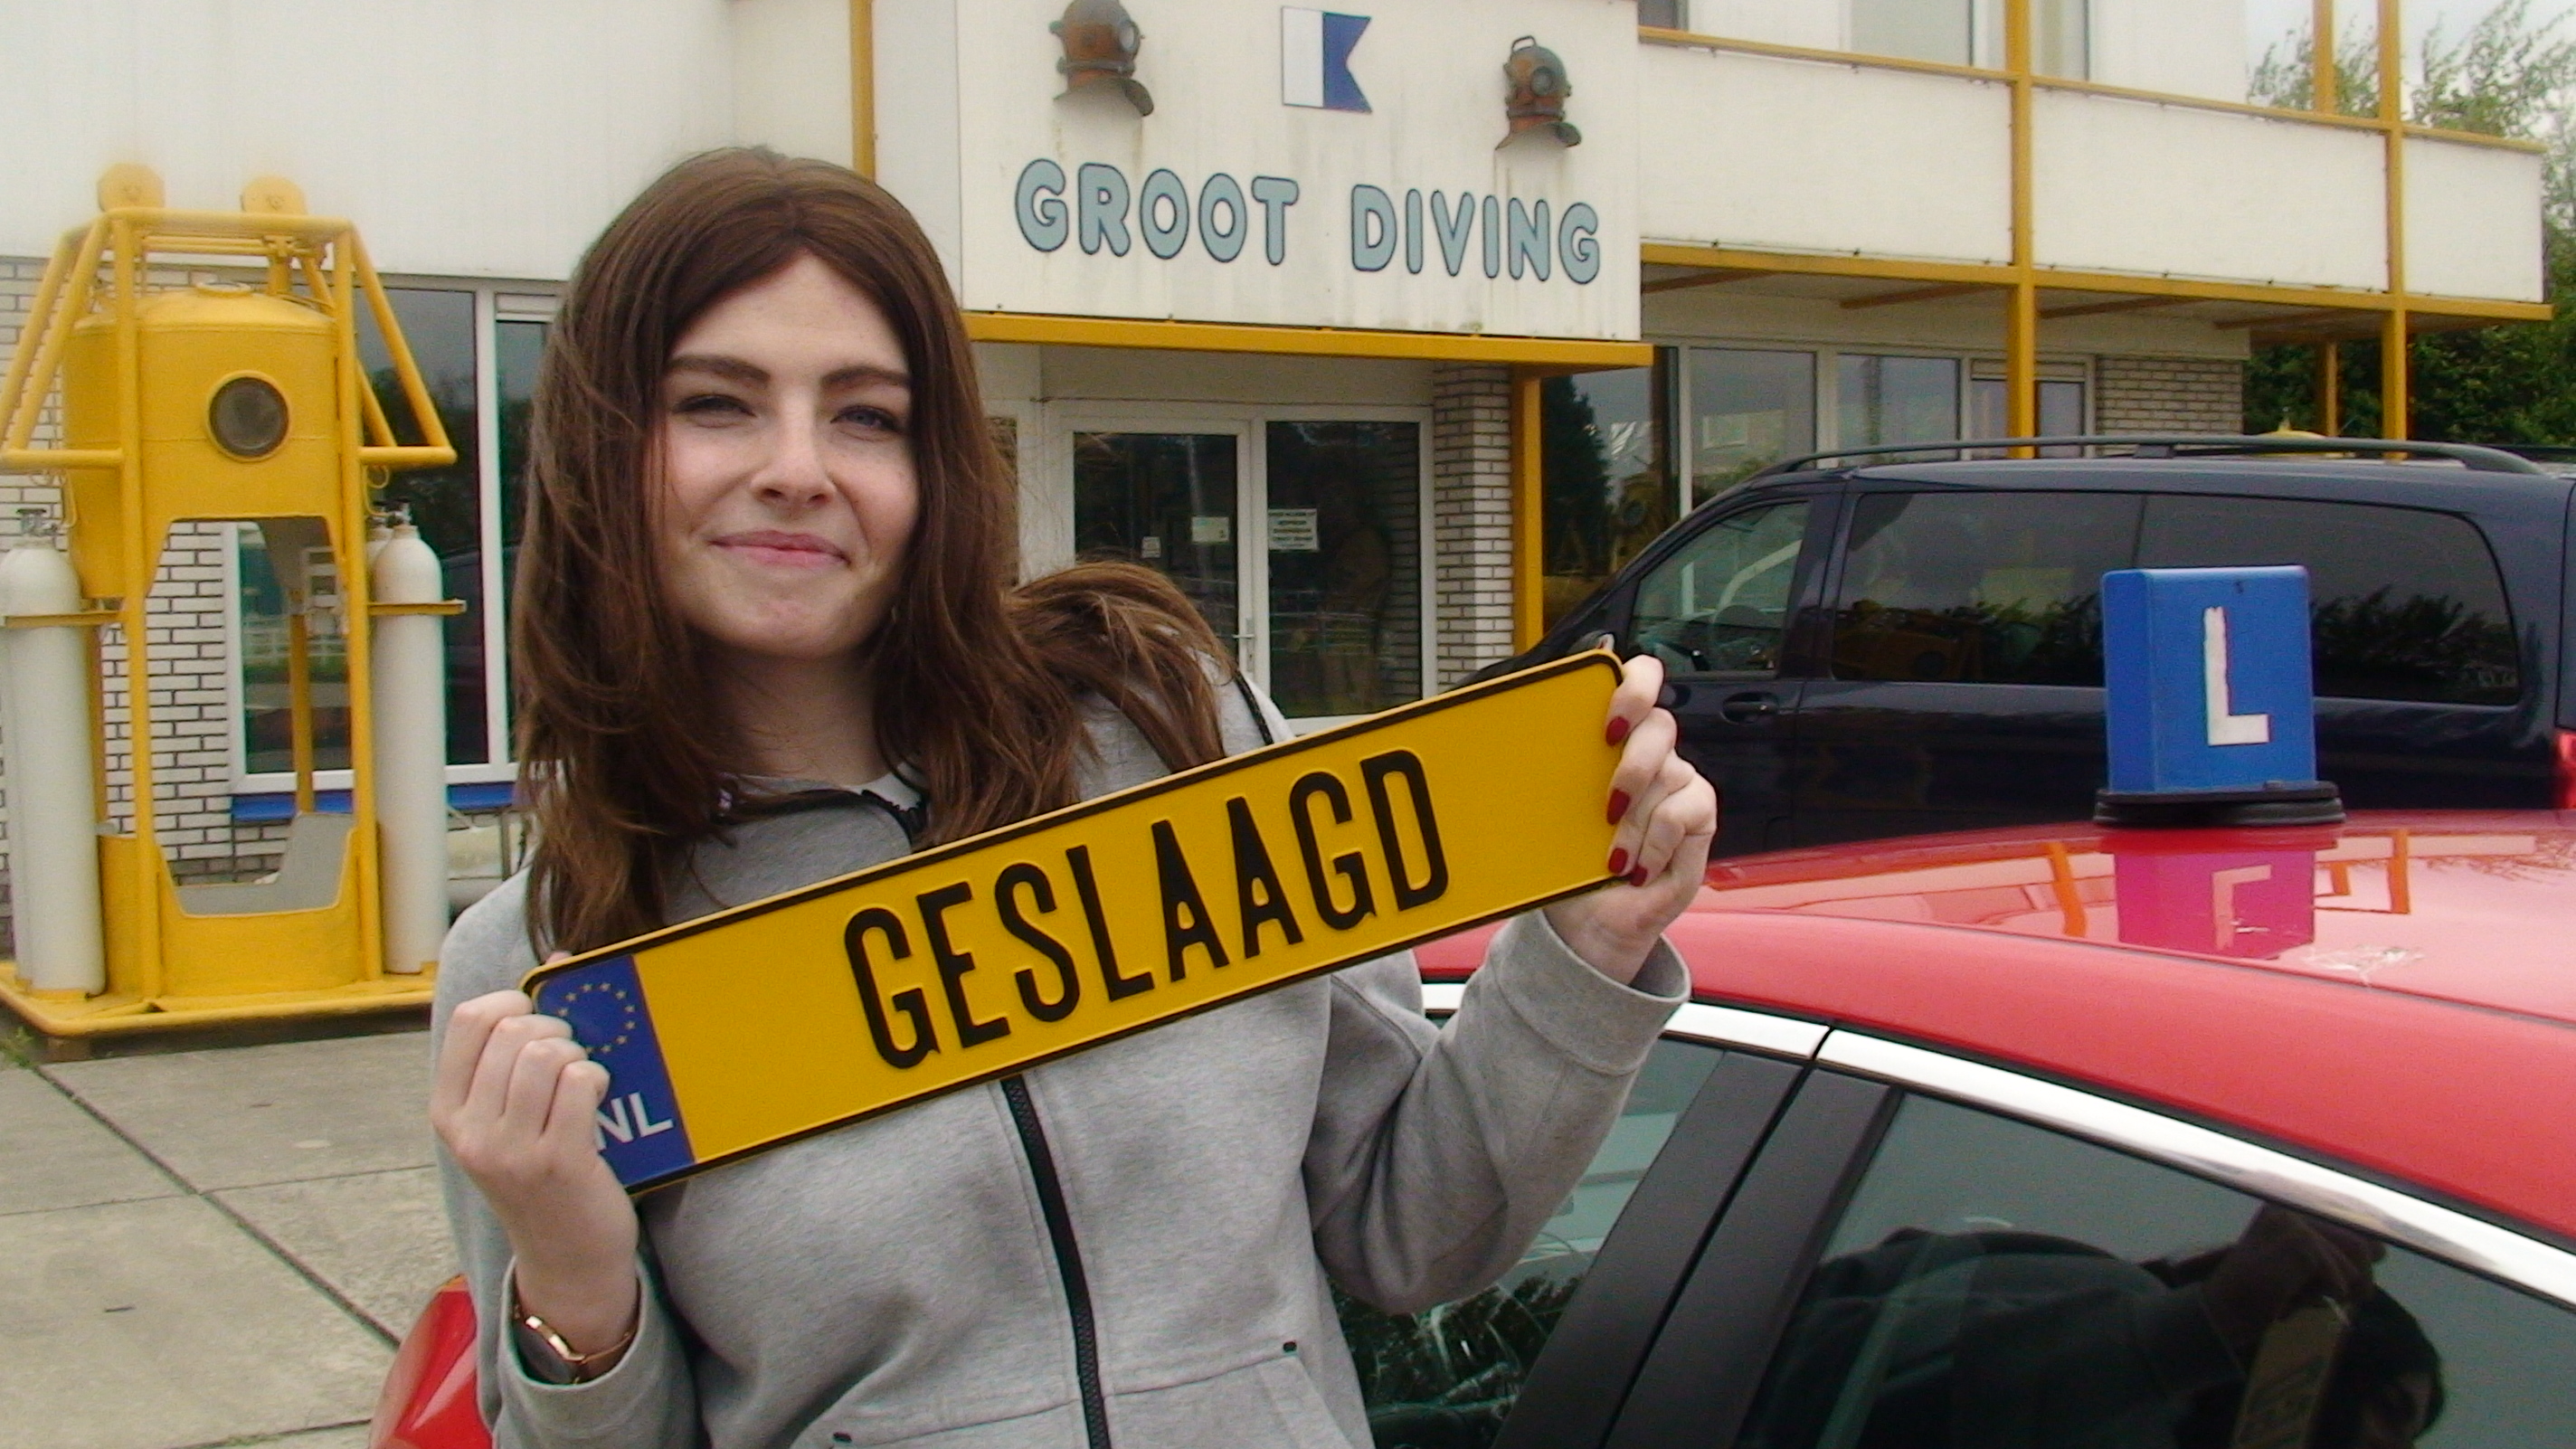 GROOT DIVING
L
GESLAAGD
NL